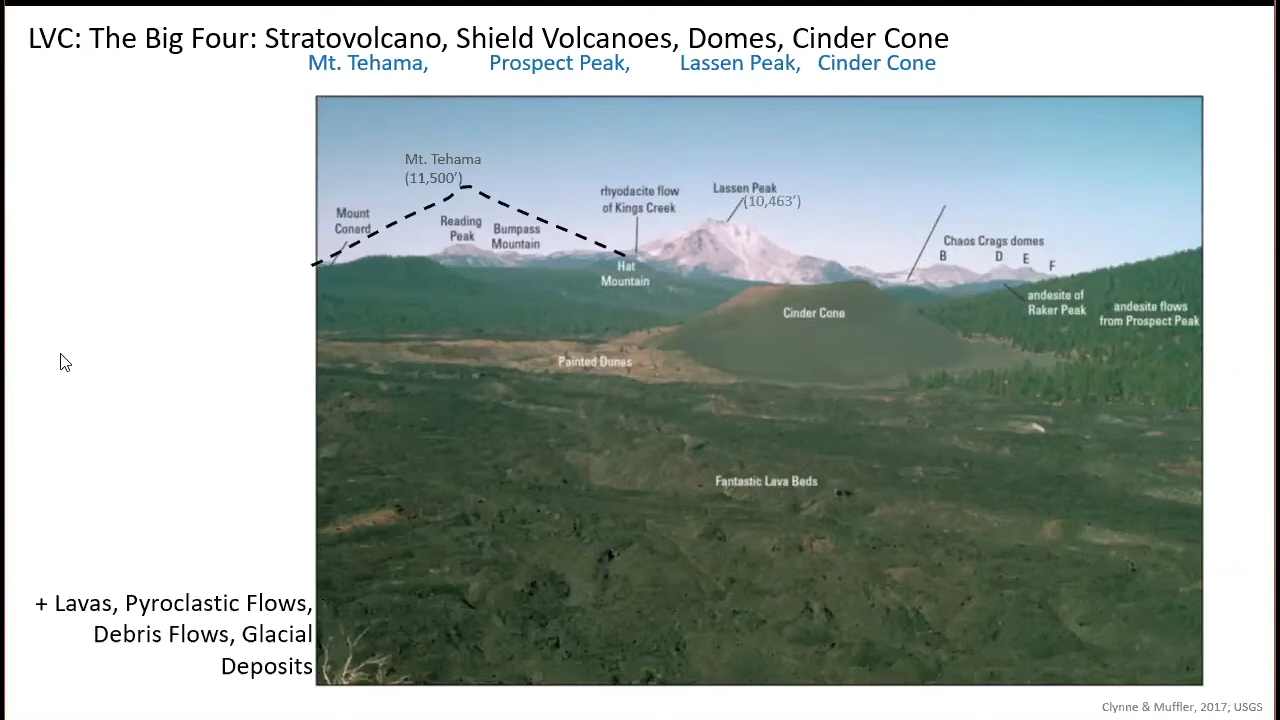 LVC: The Big Four: Stratovolcano, Shield Volcanoes, Domes, Cinder Cone
Mt. Tehama, Prospect Peak, Lassen Peak, Cinder Cone
Mt. Tehama
(11,500')
Mount
Conard
Reading
Peak
Bumpass
Mountain
rhyodacite flow
of Kings Creek
Hat
Mountain
Lassen Peak
(10,463')
Chaos Crags domes
B D E F
andesite of
Raker Peak
andesite flows
from Prospect Peak
Cinder Cone
Painted Dunes
Fantastic Lava Beds
+ Lavas, Pyroclastic Flows,
Debris Flows, Glacial
Deposits
Clynne & Muffler, 2017; USGS